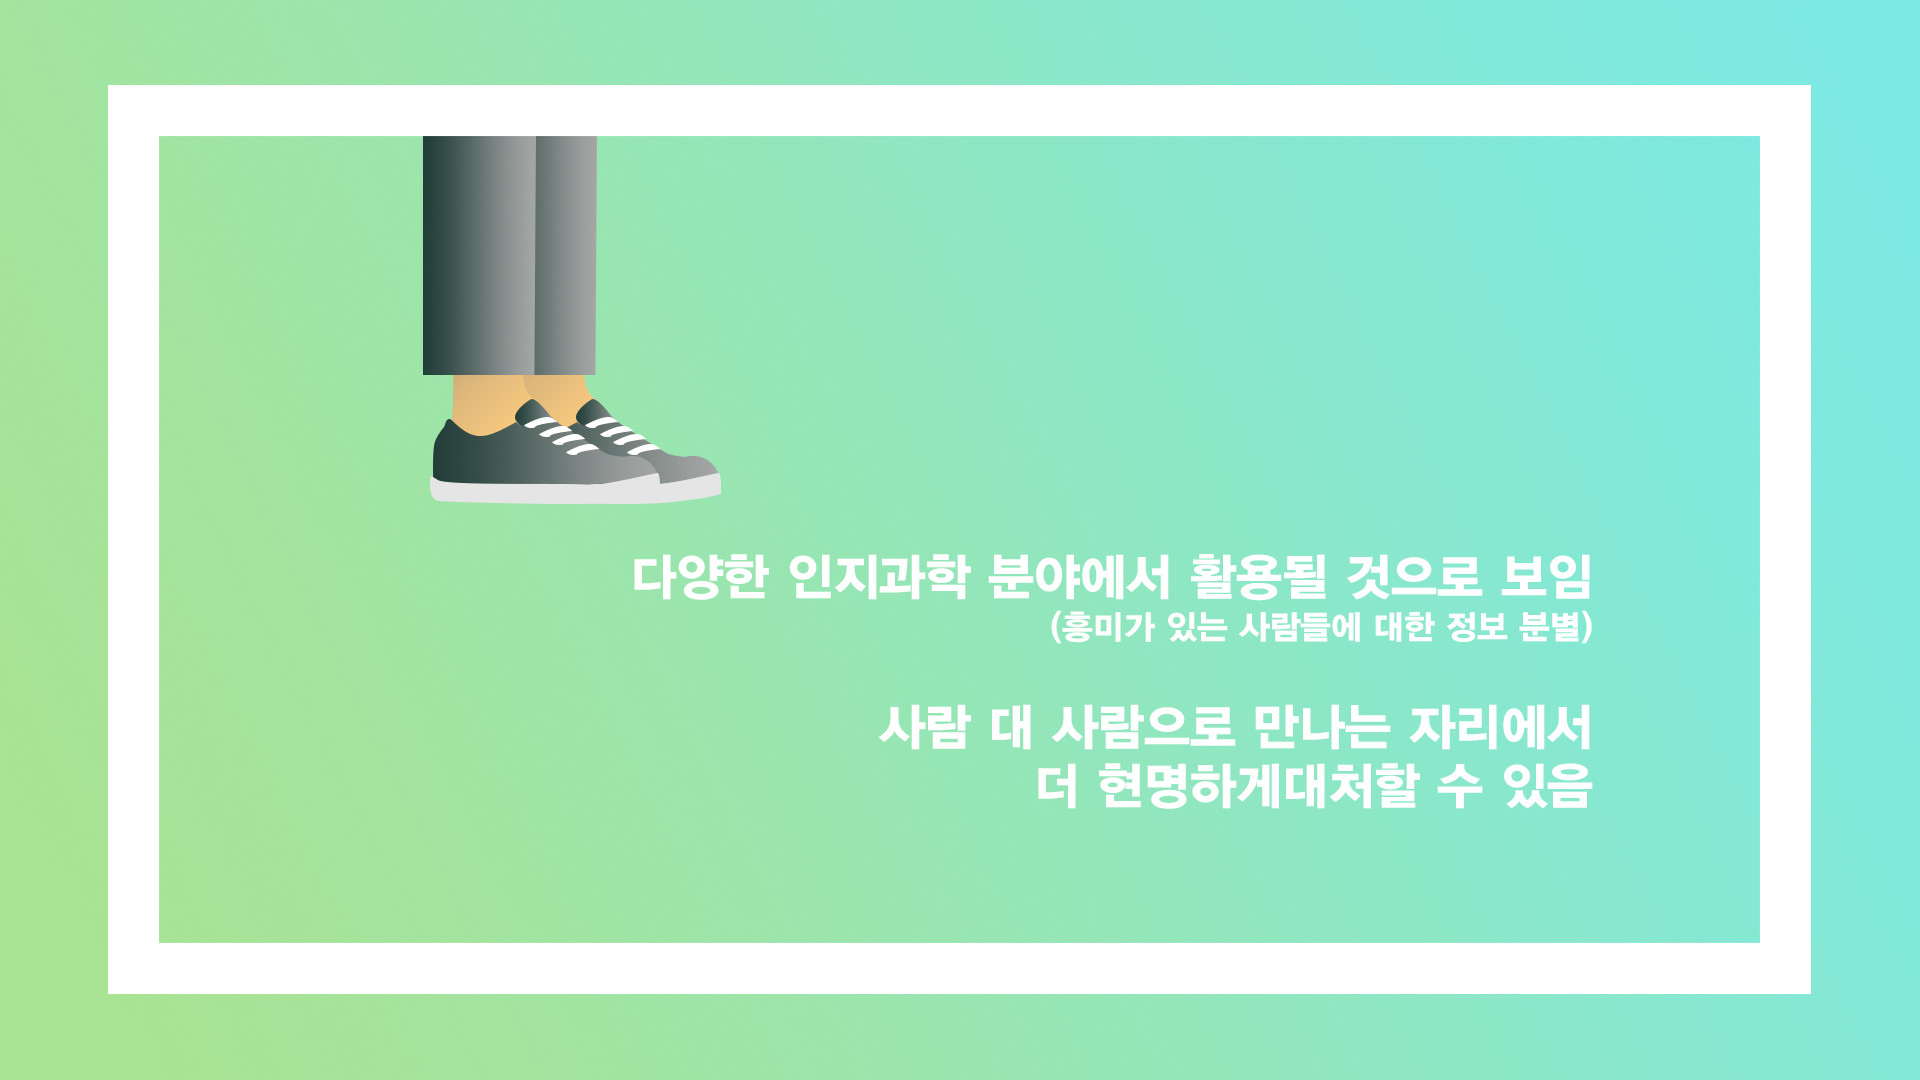 다양한 인지과학 분야에서 활용될 것으로 보임
(흥미가 있는 사람들에 대한 정보 분별)
사람 대 사람으로 만나는 자리에서
더 현명하게대처할 수 있음